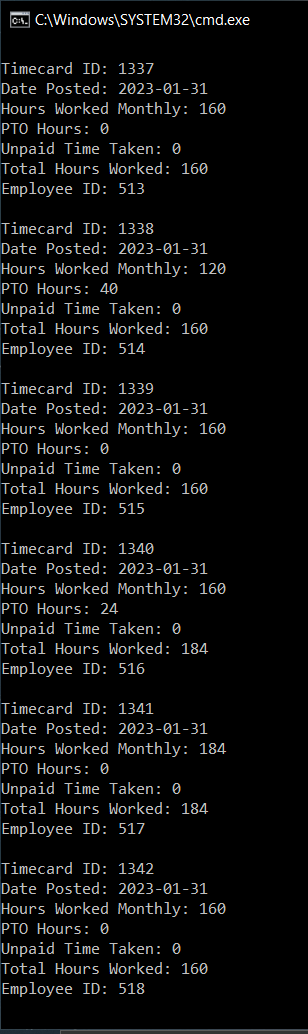 C:\Windows\SYSTEM32\cmd.exe
Timecard ID: 1337
Date Posted: 2023-01-31
Hours Worked Monthly: 160
PTO Hours: 0
Unpaid Time Taken: 0
Total Hours Worked: 160
Employee ID: 513
Timecard ID: 1338
Date Posted: 2023-01-31
Hours Worked Monthly: 120
PTO Hours: 40
Unpaid Time Taken: 0
Total Hours Worked: 160
Employee ID: 514
Timecard ID: 1339
Date Posted: 2023-01-31
Hours Worked Monthly: 160
PTO Hours: 0
Unpaid Time Taken: 0
Total Hours Worked: 160
Employee ID: 515
Timecard ID: 1340
Date Posted: 2023-01-31
Hours Worked Monthly: 160
PTO Hours: 24
Unpaid Time Taken: 0
Total Hours Worked: 184
Employee ID: 516
Timecard ID: 1341
Date Posted: 2023-01-31
Hours Worked Monthly: 184
PTO Hours: 0
Unpaid Time Taken: 0
Total Hours Worked: 184
Employee ID: 517
Timecard ID: 1342
Date Posted: 2023-01-31
Hours Worked Monthly: 160
PTO Hours: 0
Unpaid Time Taken: 0
Total Hours Worked: 160
Employee ID: 518